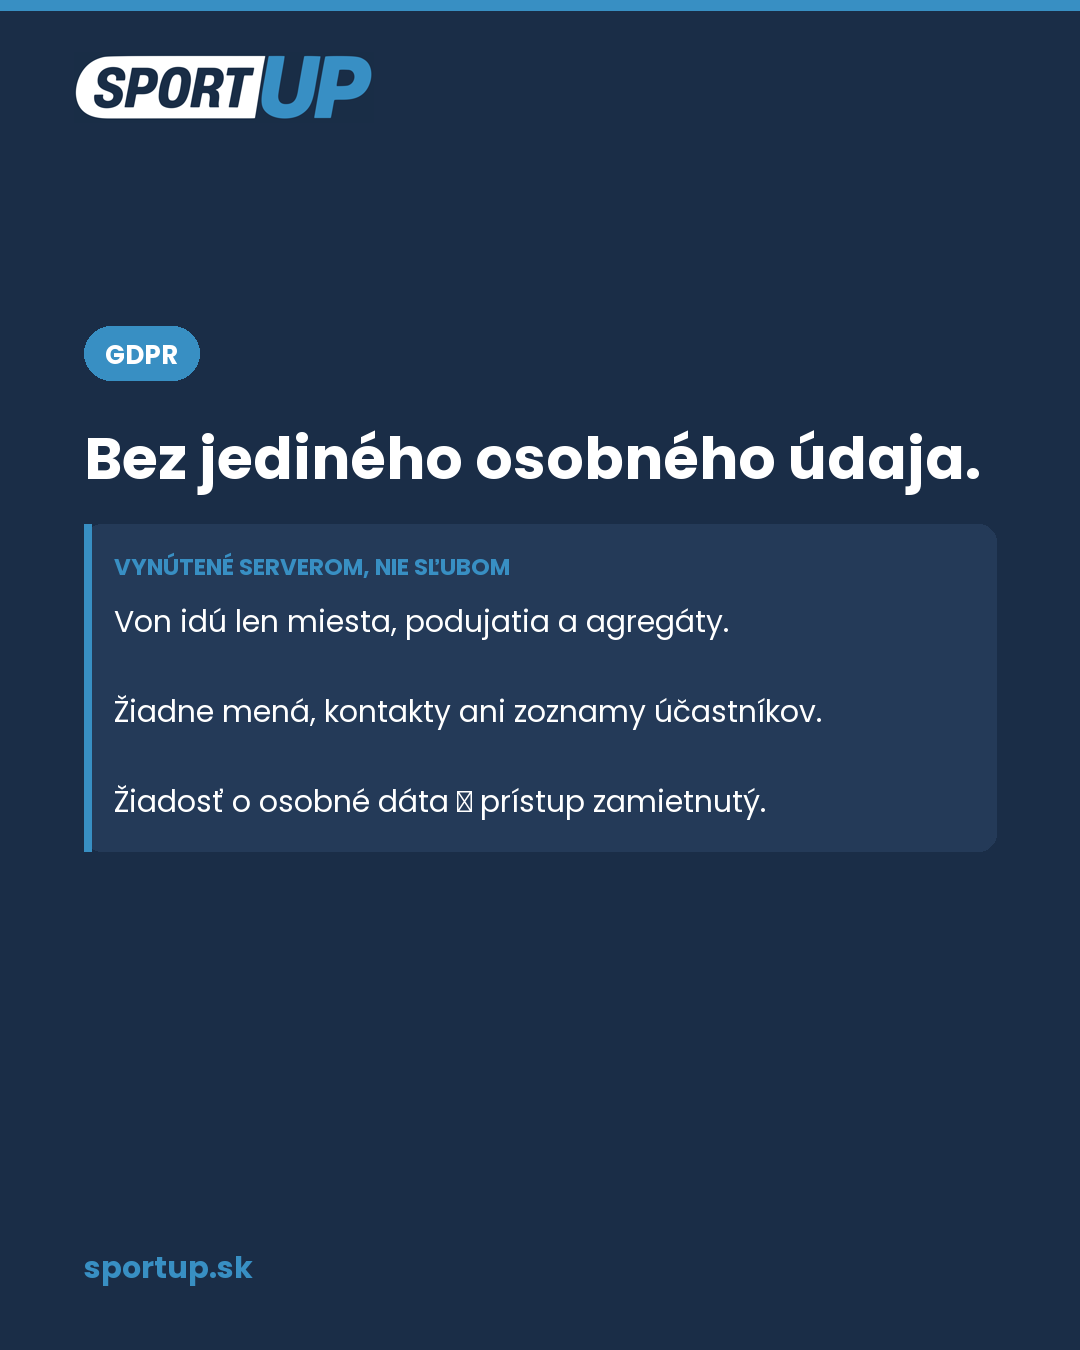 SPORTUP
GDPR
Bez jediného osobného údaja.
VYNÚTENÉ SERVEROM, NIE SĽUBOM
Von idú len miesta, podujatia a agregáty.
Žiadne mená, kontakty ani zoznamy účastníkov.
Žiadosť o osobné dáta prístup zamietnutý.
sportup.sk